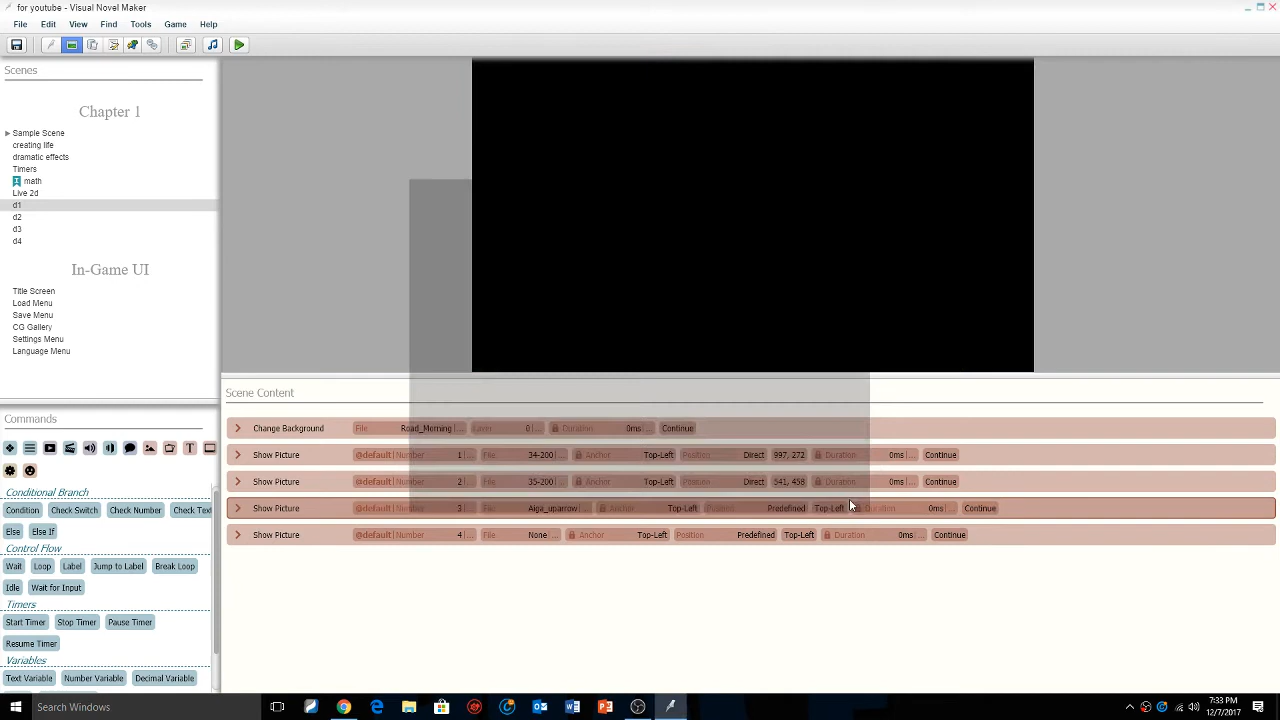 for youtube - Visual Novel Maker
File Edit View Find Tools Game Help
Scenes
Chapter 1
Sample Scene
creating life
dramatic effects
Timers
math
Live 2d
d1
d2
d3
d4
In-Game UI
Title Screen
Load Menu
Save Menu
CG Gallery
Settings Menu
Language Menu
Scene Content
Change Background File Road_Morning ... Layer 0 ... Duration 0ms ... Continue
Show Picture @default Number 1 ... File 34-200 ... Anchor Top-Left Position Direct 997, 272 Duration 0ms ... Continue
Show Picture @default Number 2 ... File 35-200 ... Anchor Top-Left Position Direct 541, 458 Duration 0ms ... Continue
Show Picture @default Number 3 ... File Aiga_uparrow ... Anchor Top-Left Position Predefined Top-Left Duration 0ms ... Continue
Show Picture @default Number 4 ... File None ... Anchor Top-Left Position Predefined Top-Left Duration 0ms ... Continue
Commands
T
Conditional Branch
Condition Check Switch Check Number Check Text
Else Else If
Control Flow
Wait Loop Label Jump to Label Break Loop
Idle Wait for Input
Timers
Start Timer Stop Timer Pause Timer
Resume Timer
Variables
Text Variable Number Variable Decimal Variable
Search Windows
7:33 PM
12/7/2017